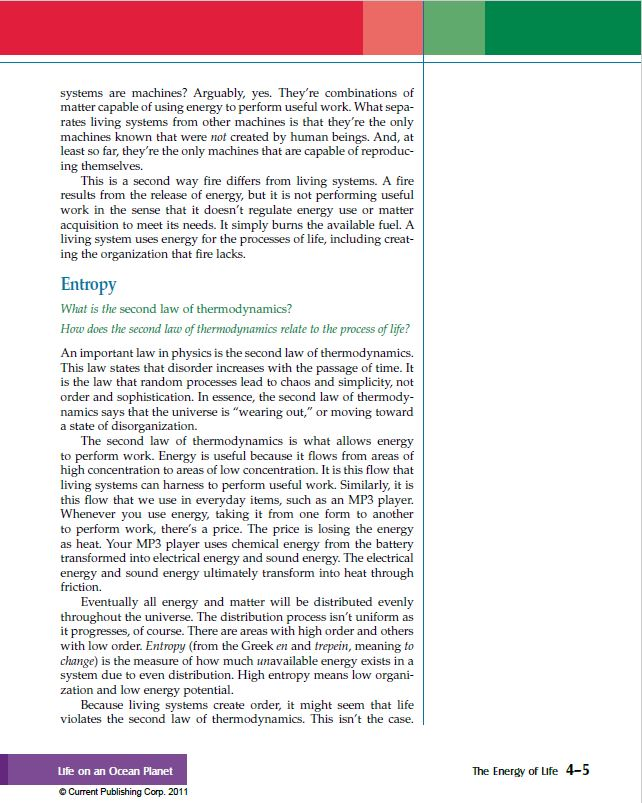 systems are machines? Arguably, yes. They're combinations of
matter capable of using energy to perform useful work. What sepa-
rates living systems from other machines is that they're the only
machines known that were not created by human beings. And, at
least so far, they're the only machines that are capable of reproduc-
ing themselves.
This is a second way fire differs from living systems. A fire
results from the release of energy, but it is not performing useful
work in the sense that it doesn't regulate energy use or matter
acquisition to meet its needs. It simply burns the available fuel. A
living system uses energy for the processes of life, including creat-
ing the organization that fire lacks.
Entropy
What is the second law of thermodynamics?
How does the second law of thermodynamics relate to the process of life?
An important law in physics is the second law of thermodynamics.
This law states that disorder increases with the passage of time. It
is the law that random processes lead to chaos and simplicity, not
order and sophistication. In essence, the second law of thermody-
namics says that the universe is "wearing out," or moving toward
a state of disorganization.
The second law of thermodynamics is what allows energy
to perform work. Energy is useful because it flows from areas of
high concentration to areas of low concentration. It is this flow that
living systems can harness to perform useful work. Similarly, it is
this flow that we use in everyday items, such as an MP3 player.
Whenever you use energy, taking it from one form to another
to perform work, there's a price. The price is losing the energy
as heat. Your MP3 player uses chemical energy from the battery
transformed into electrical energy and sound energy. The electrical
energy and sound energy ultimately transform into heat through
friction.
Eventually all energy and matter will be distributed evenly
throughout the universe. The distribution process isn't uniform as
it progresses, of course. There are areas with high order and others
with low order. Entropy (from the Greek en and trepein, meaning to
change) is the measure of how much unavailable energy exists in a
system due to even distribution. High entropy means low organi-
zation and low energy potential.
Because living systems create order, it might seem that life
violates the second law of thermodynamics. This isn't the case.
Life on an Ocean Planet
The Energy of Life 4–5
© Current Publishing Corp. 2011